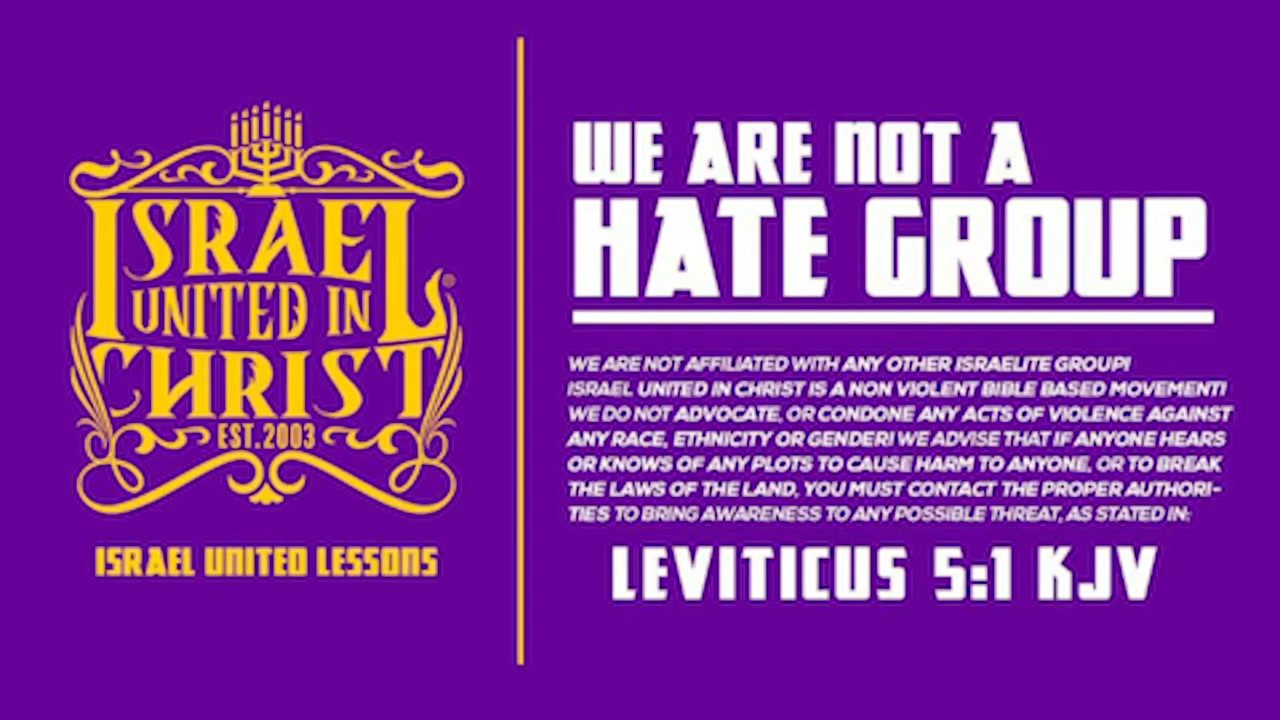 ISRAEL
UNITED IN
CHRIST
EST. 2003
ISRAEL UNITED LESSONS
WE ARE NOT A
HATE GROUP
WE ARE NOT AFFILIATED WITH ANY OTHER ISRAELITE GROUP!
ISRAEL UNITED IN CHRIST IS A NON VIOLENT BIBLE BASED MOVEMENT!
WE DO NOT ADVOCATE, OR CONDONE ANY ACTS OF VIOLENCE AGAINST
ANY RACE, ETHNICITY OR GENDER! WE ADVISE THAT IF ANYONE HEARS
OR KNOWS OF ANY PLOTS TO CAUSE HARM TO ANYONE, OR TO BREAK
THE LAWS OF THE LAND, YOU MUST CONTACT THE PROPER AUTHORI-
TIES TO BRING AWARENESS TO ANY POSSIBLE THREAT, AS STATED IN:
LEVITICUS 5:1 KJV